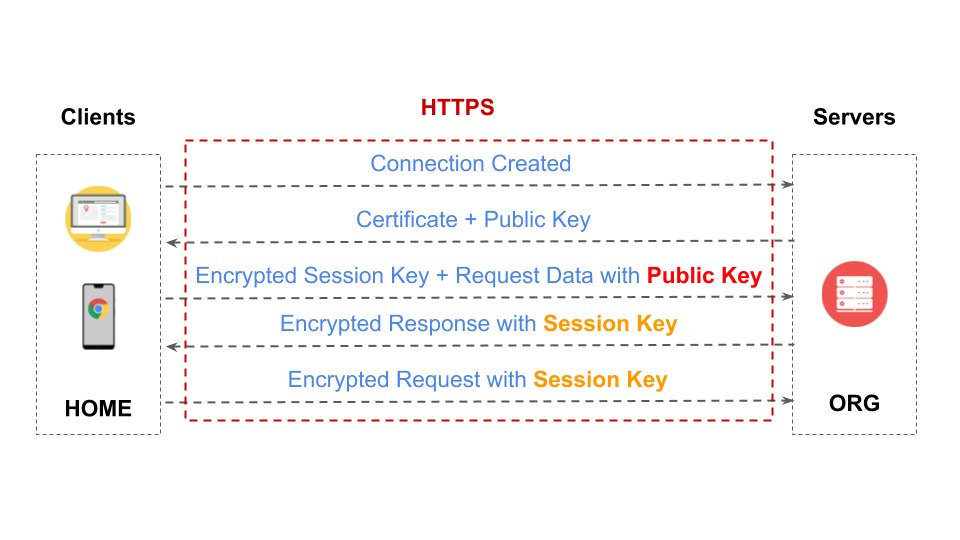 HTTPS
Clients
Servers
Connection Created
Certificate + Public Key
Encrypted Session Key + Request Data with Public Key
Encrypted Response with Session Key
Encrypted Request with Session Key
HOME
ORG